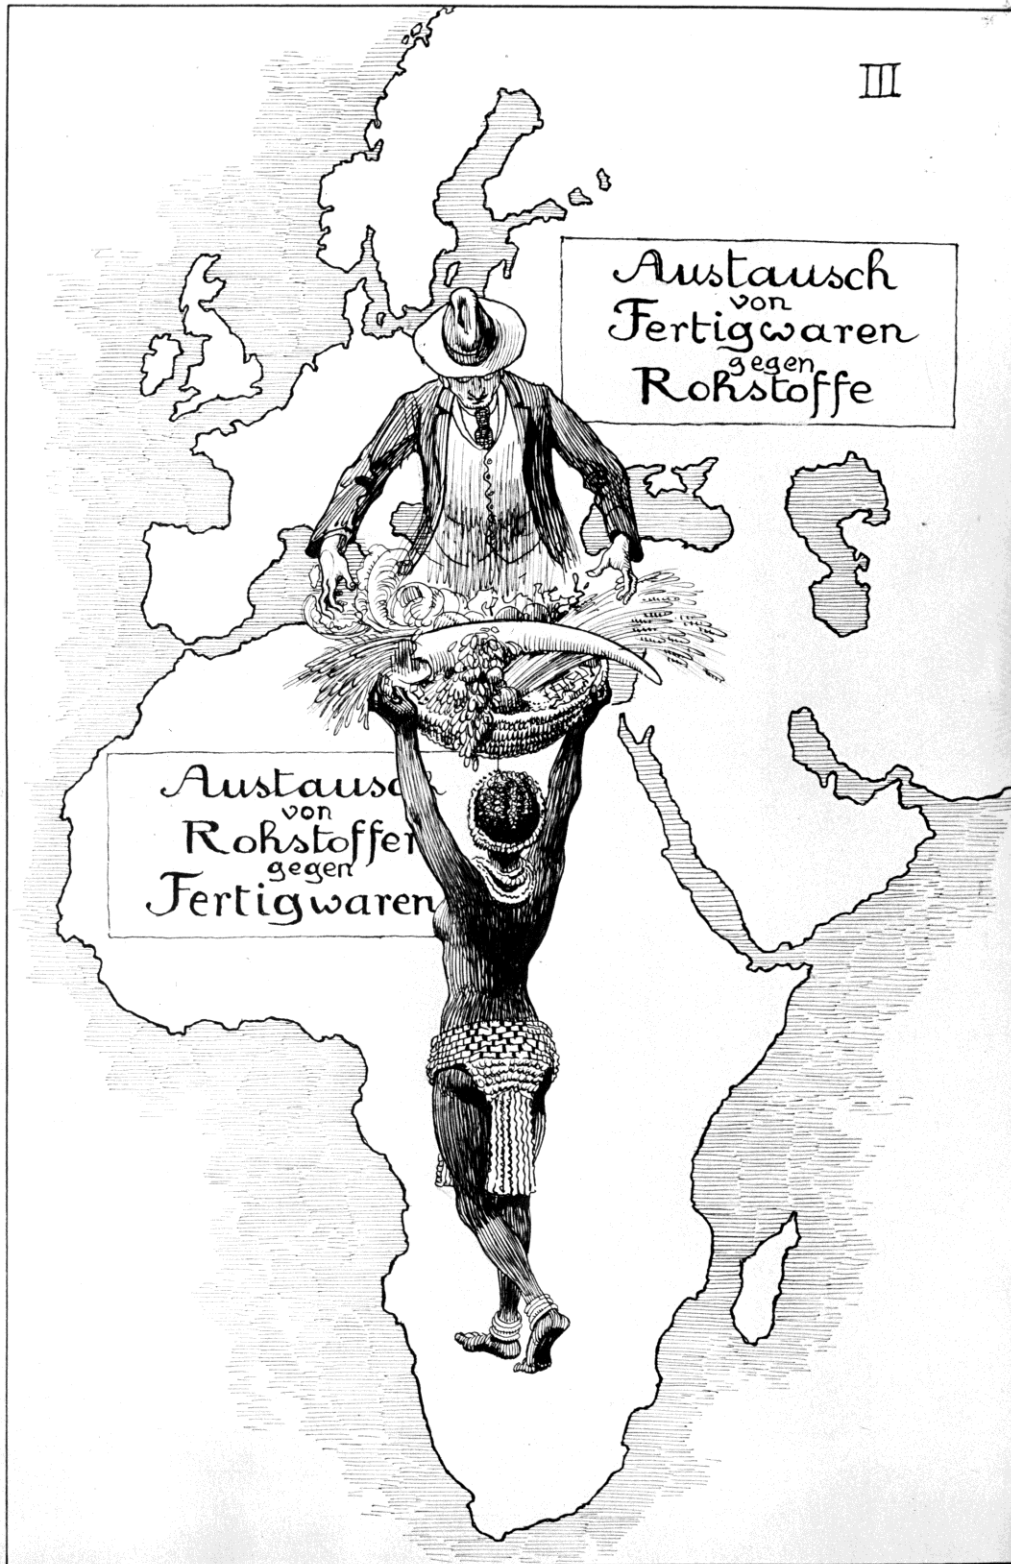 III
Austausch
von
Fertigwaren
gegen
Rohstoffe
Austausch
von
Rohstoffen
gegen
Fertigwaren